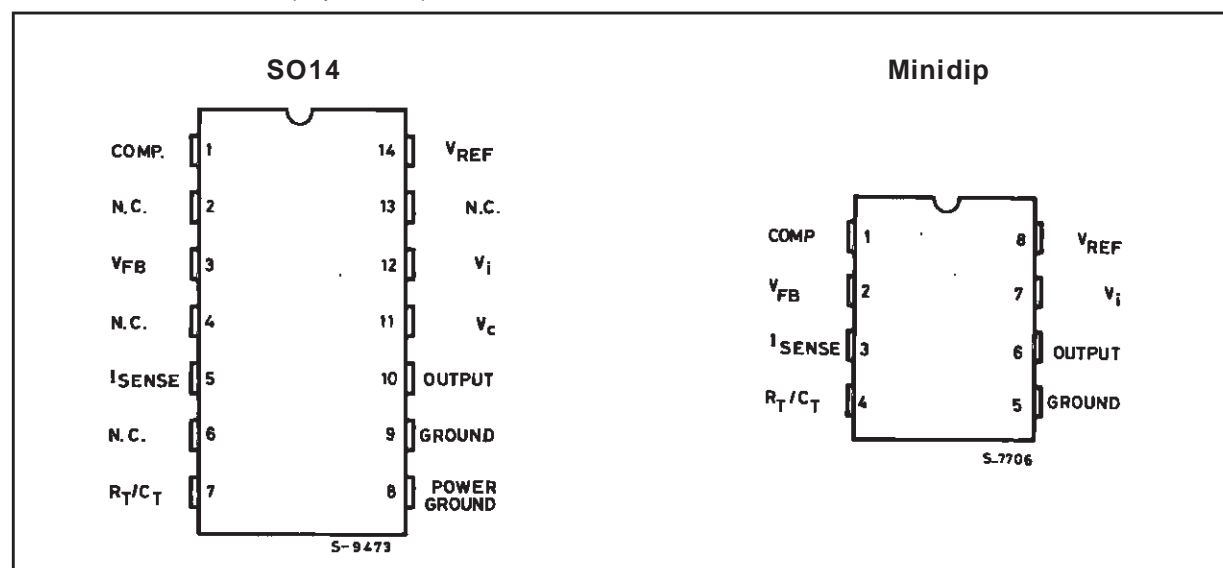 SO14
COMP. 1
N.C. 2
VFB 3
N.C. 4
ISENSE 5
N.C. 6
RT/CT 7
14 VREF
13 N.C.
12 Vi
11 Vc
10 OUTPUT
9 GROUND
8 POWER
GROUND
S-9473
Minidip
COMP 1
VFB 2
ISENSE 3
RT/CT 4
8 VREF
7 Vi
6 OUTPUT
5 GROUND
S-7706